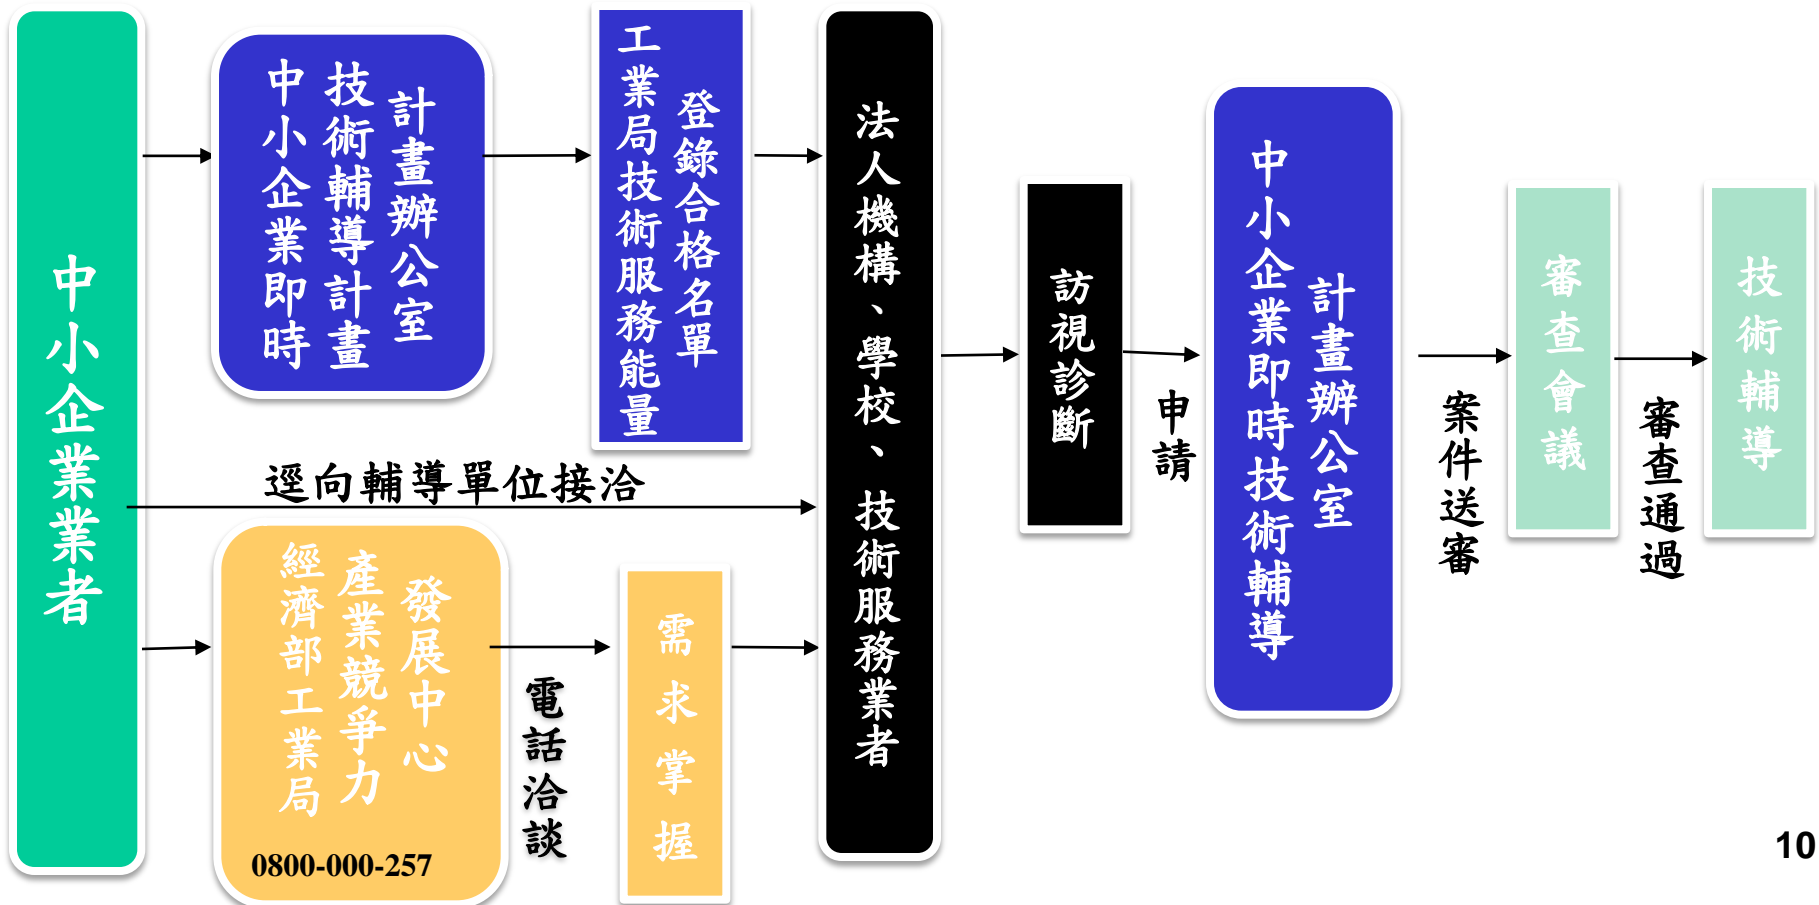 中小企業業者
中小企業即時
技術輔導計畫
計畫辦公室
工業局技術服務能量
登錄合格名單
逕向輔導單位接洽
經濟部工業局
產業競爭力
發展中心
0800-000-257
電話洽談
需求掌握
法人機構、學校、技術服務業者
訪視診斷
申請
中小企業即時技術輔導
計畫辦公室
案件送審
審查會議
審查通過
技術輔導
10